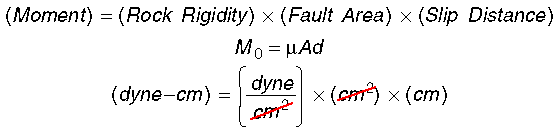 (Moment) = (Rock Rigidity) × (Fault Area) × (Slip Distance)
M₀ = μAd
(dyne–cm) = (dyne/cm²) × (cm²) × (cm)